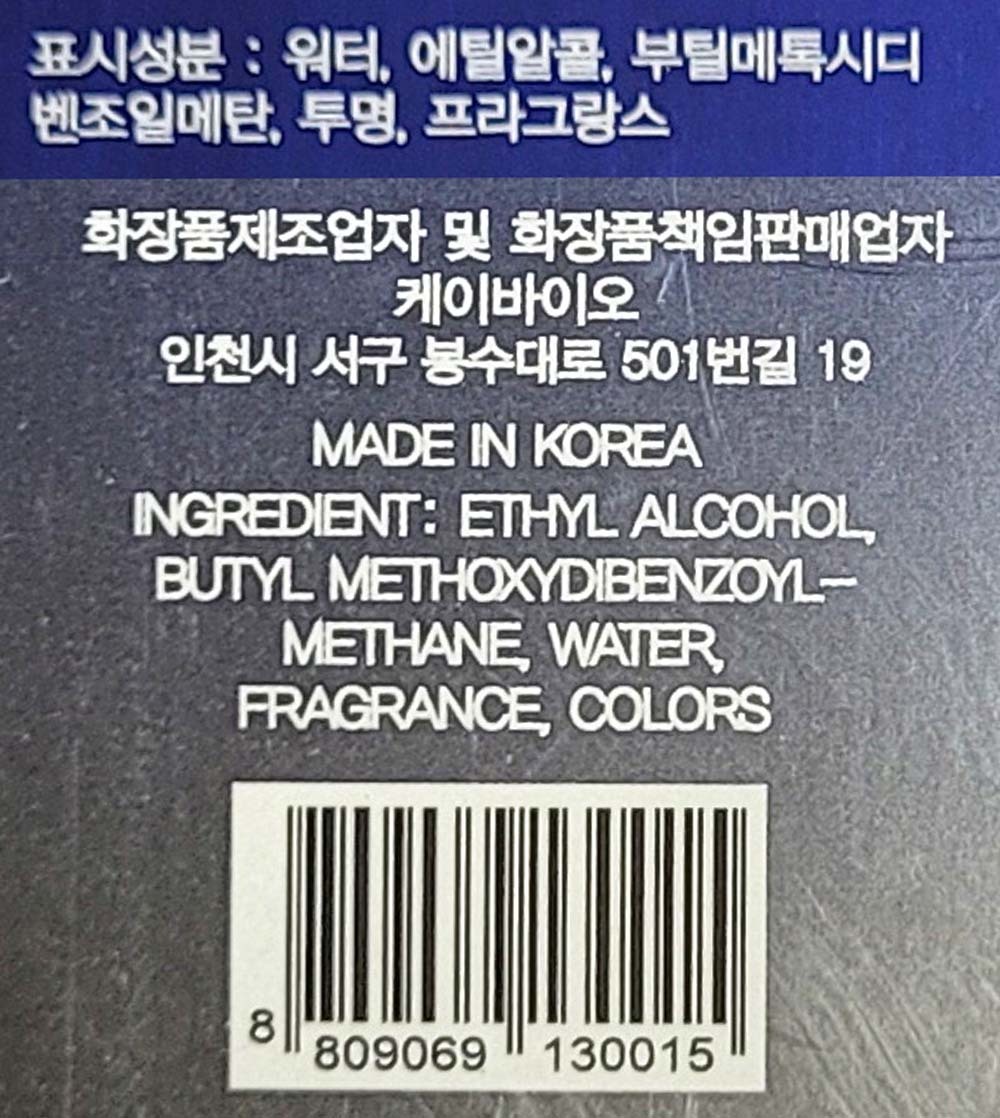 표시성분 : 워터, 에틸알콜, 부틸메톡시디
벤조일메탄, 투명, 프라그랑스
화장품제조업자 및 화장품책임판매업자
케이바이오
인천시 서구 봉수대로 501번길 19
MADE IN KOREA
INGREDIENT: ETHYL ALCOHOL,
BUTYL METHOXYDIBENZOYL-
METHANE, WATER,
FRAGRANCE, COLORS
8 809069 130015